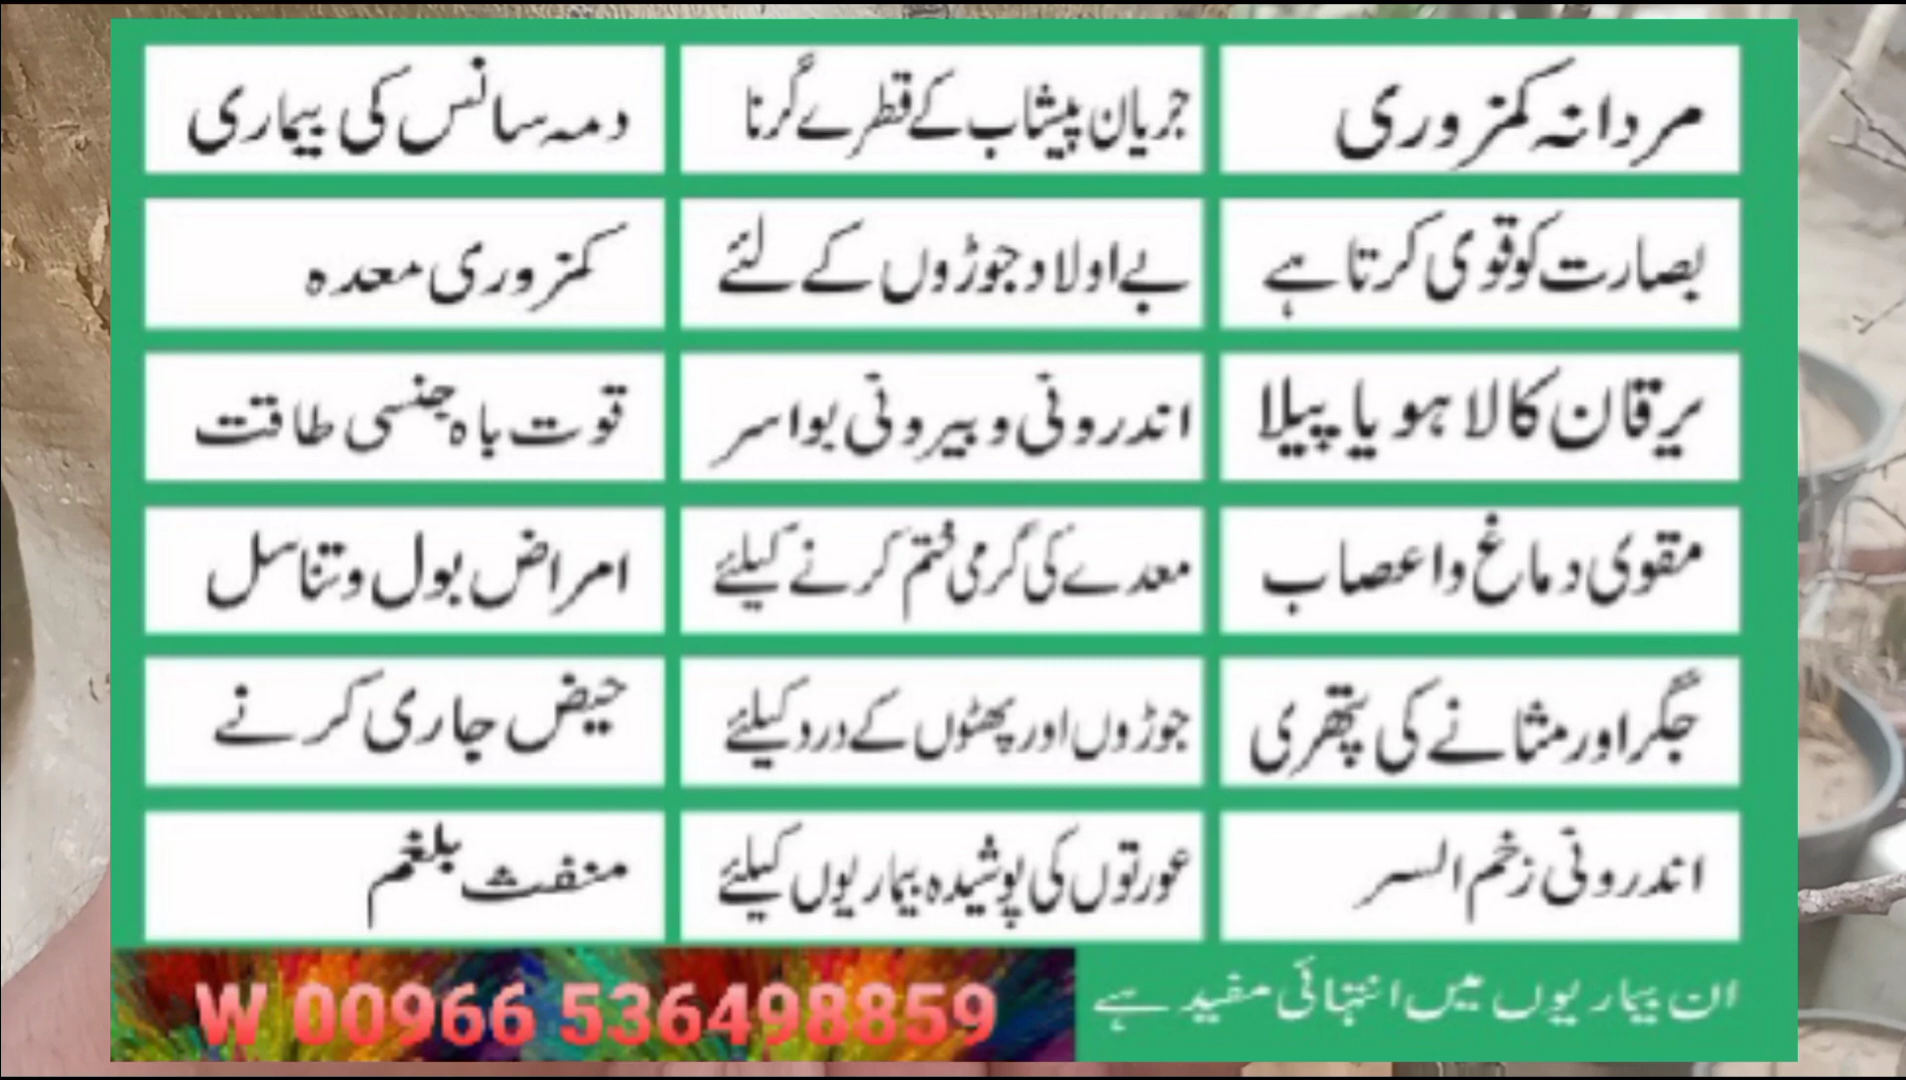 مردانہ کمزوری
جریان پیشاب کے قطرے گرنا
دمہ سانس کی بیماری
بصارت کو قوی کرتا ہے
بے اولاد جوڑوں کے لئے
کمزوری معدہ
یرقان کالا ہو یا پیلا
اندرونی و بیرونی بواسر
قوت باہ جنسی طاقت
مقوی دماغ و اعصاب
معدے کی گرمی ختم کرنے کیلئے
امراض بول و تناسل
جگر اور مثانے کی پتھری
جوڑوں اور پھٹوں کے درد کیلئے
حیض جاری کرنے
اندرونی زخم السر
عورتوں کی پوشیدہ بیماریوں کیلئے
منفث بلغم
ان بیماریوں میں انتہائی مفید ہے
W 00966 536498859